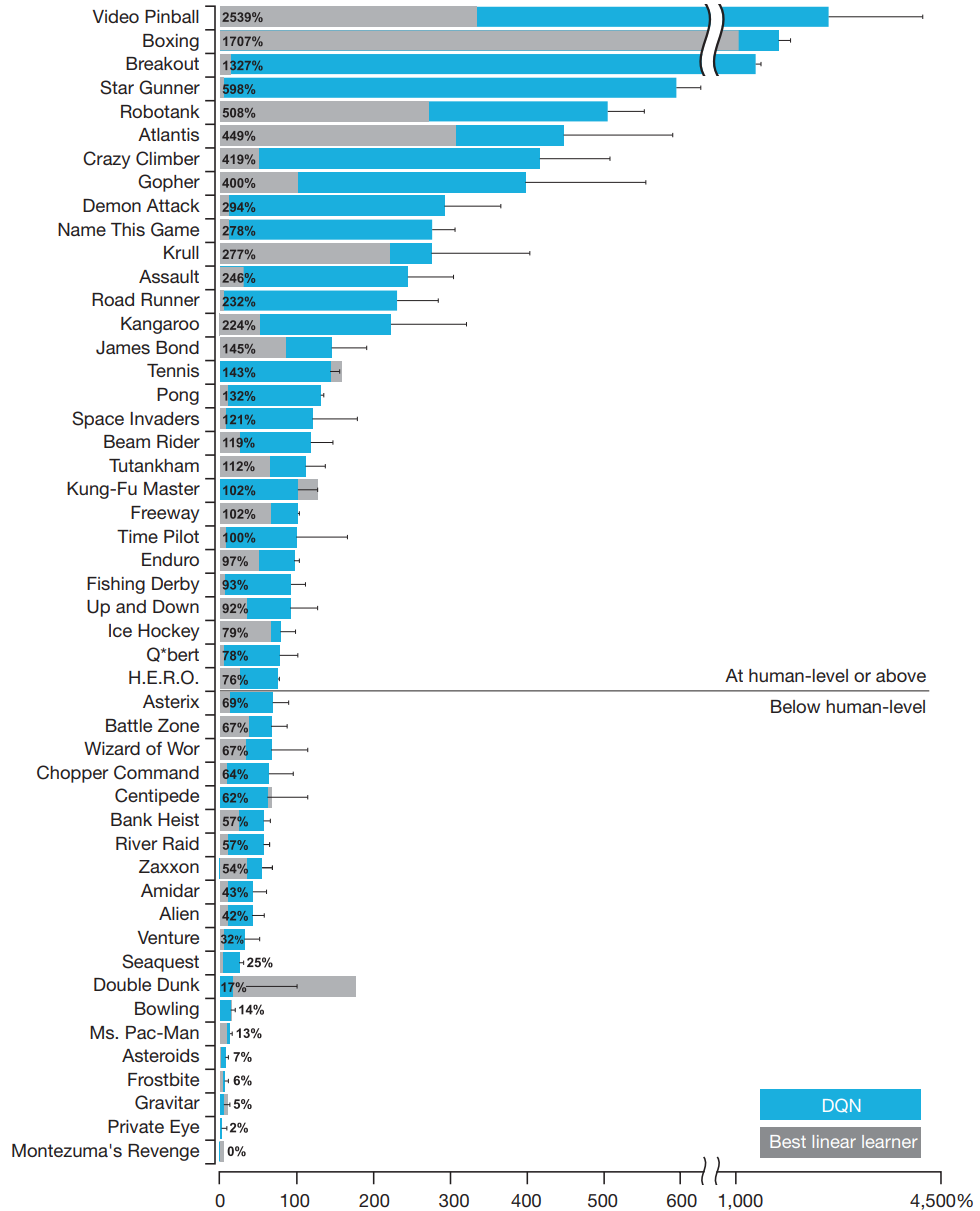 Video Pinball 2539%
Boxing 1707%
Breakout 1327%
Star Gunner 598%
Robotank 508%
Atlantis 449%
Crazy Climber 419%
Gopher 400%
Demon Attack 294%
Name This Game 278%
Krull 277%
Assault 246%
Road Runner 232%
Kangaroo 224%
James Bond 145%
Tennis 143%
Pong 132%
Space Invaders 121%
Beam Rider 119%
Tutankham 112%
Kung-Fu Master 102%
Freeway 102%
Time Pilot 100%
Enduro 97%
Fishing Derby 93%
Up and Down 92%
Ice Hockey 79%
Q*bert 78%
H.E.R.O. 76%
At human-level or above
Asterix 69%
Below human-level
Battle Zone 67%
Wizard of Wor 67%
Chopper Command 64%
Centipede 62%
Bank Heist 57%
River Raid 57%
Zaxxon 54%
Amidar 43%
Alien 42%
Venture 32%
Seaquest 25%
Double Dunk 17%
Bowling 14%
Ms. Pac-Man 13%
Asteroids 7%
Frostbite 6%
Gravitar 5%
Private Eye 2%
Montezuma's Revenge 0%
DQN
Best linear learner
0 100 200 300 400 500 600 1,000 4,500%